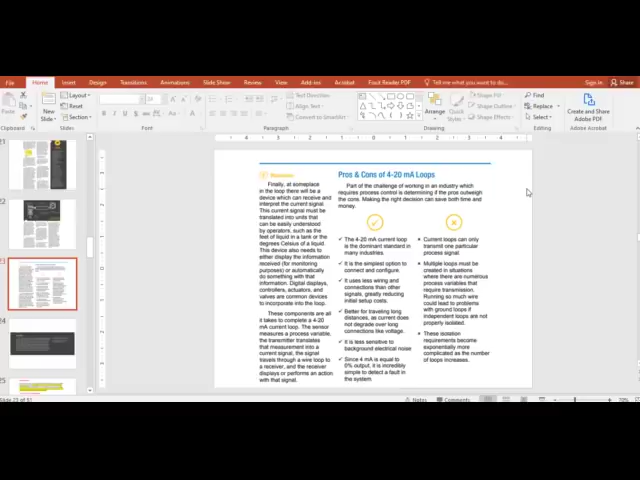 File Home Insert Design Transitions Animations Slide Show Review View Add-ins Acrobat Foxit Reader PDF Tell me what you want to do... Sign in Share
Paste
New
Slide
Layout
Reset
Section
Text Direction
Align Text
Convert to SmartArt
Arrange
Quick
Styles
Shape Fill
Shape Outline
Shape Effects
Find
Replace
Select
Create and Share
Adobe PDF
Clipboard Slides Font Paragraph Drawing Editing Adobe Acrobat
24
25
Finally, at someplace
in the loop there will be a
device which can receive and
interpret the current signal.
This current signal must be
translated into units that
can be easily understood
by operators, such as the
feet of liquid in a tank or the
degrees Celsius of a liquid.
This device also needs to
either display the information
received (for monitoring
purposes) or automatically
do something with that
information. Digital displays,
controllers, actuators, and
valves are common devices
to incorporate into the loop.
These components are all
it takes to complete a 4-20
mA current loop. The sensor
measures a process variable,
the transmitter translates
that measurement into a
current signal, the signal
travels through a wire loop to
a receiver, and the receiver
displays or performs an action
with that signal.
Pros & Cons of 4-20 mA Loops
Part of the challenge of working in an industry which
requires process control is determining if the pros outweigh
the cons. Making the right decision can save both time and
money.
✓ The 4-20 mA current loop
is the dominant standard in
many industries.
✓ It is the simplest option to
connect and configure.
✓ It uses less wiring and
connections than other
signals, greatly reducing
initial setup costs.
✓ Better for traveling long
distances, as current does
not degrade over long
connections like voltage.
✓ It is less sensitive to
background electrical noise
✓ Since 4 mA is equal to
0% output, it is incredibly
simple to detect a fault in
the system.
× Current loops can only
transmit one particular
process signal.
× Multiple loops must be
created in situations
where there are numerous
process variables that
require transmission.
Running so much wire
could lead to problems
with ground loops if
independent loops are not
properly isolated.
× These isolation
requirements become
exponentially more
complicated as the number
of loops increases.
Slide 23 of 51 Notes Comments 70%